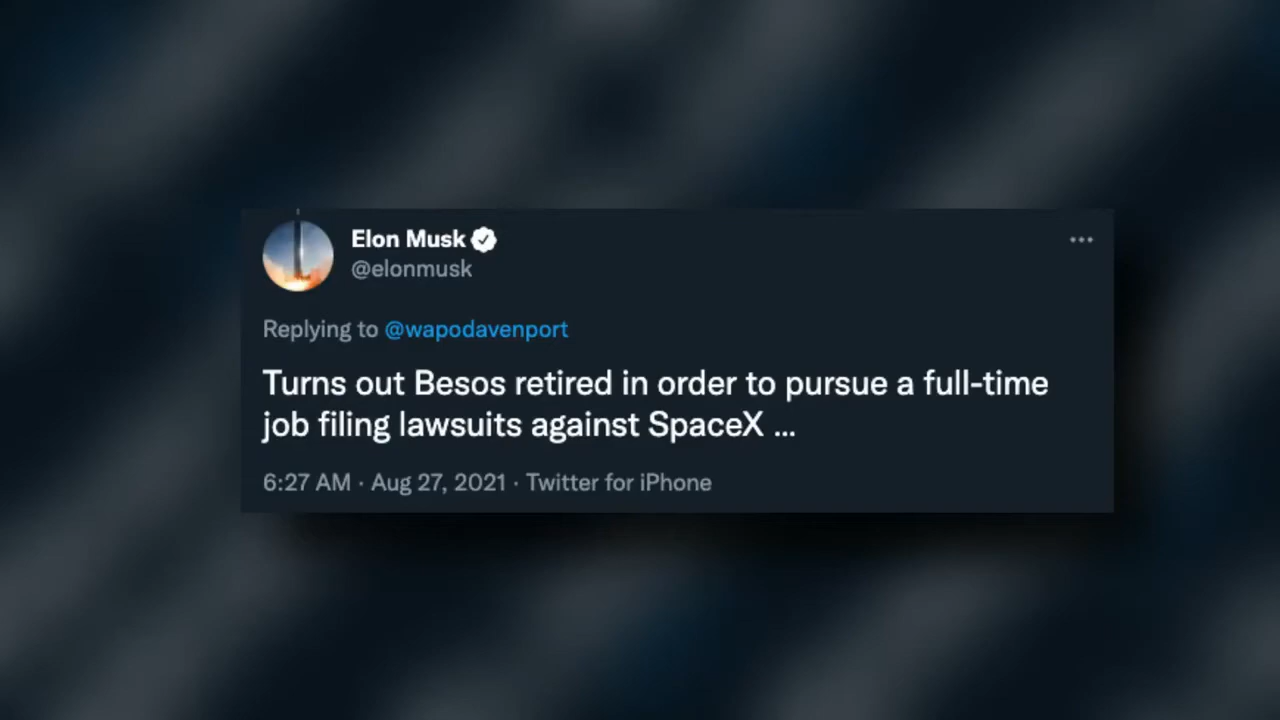 Elon Musk
@elonmusk
Replying to @wapodavenport
Turns out Besos retired in order to pursue a full-time
job filing lawsuits against SpaceX ...
6:27 AM · Aug 27, 2021 · Twitter for iPhone